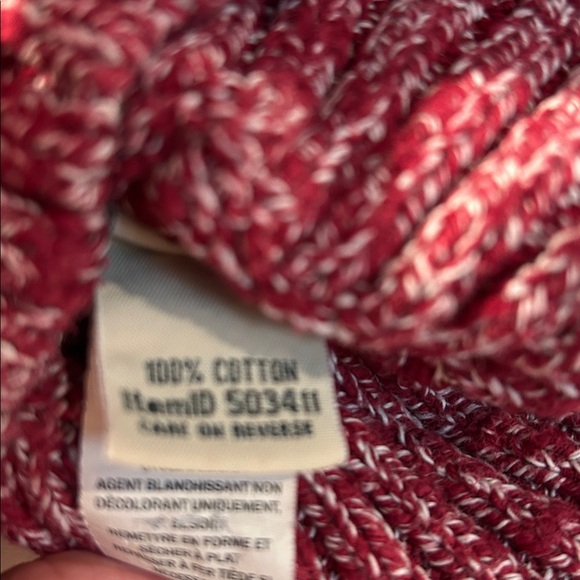 100% COTTON
ItemID 503411
CARE ON REVERSE
AGENT BLANCHISSANT NON
DÉCOLORANT UNIQUEMENT,
REMETTRE EN FORME ET
SÉCHER À PLAT